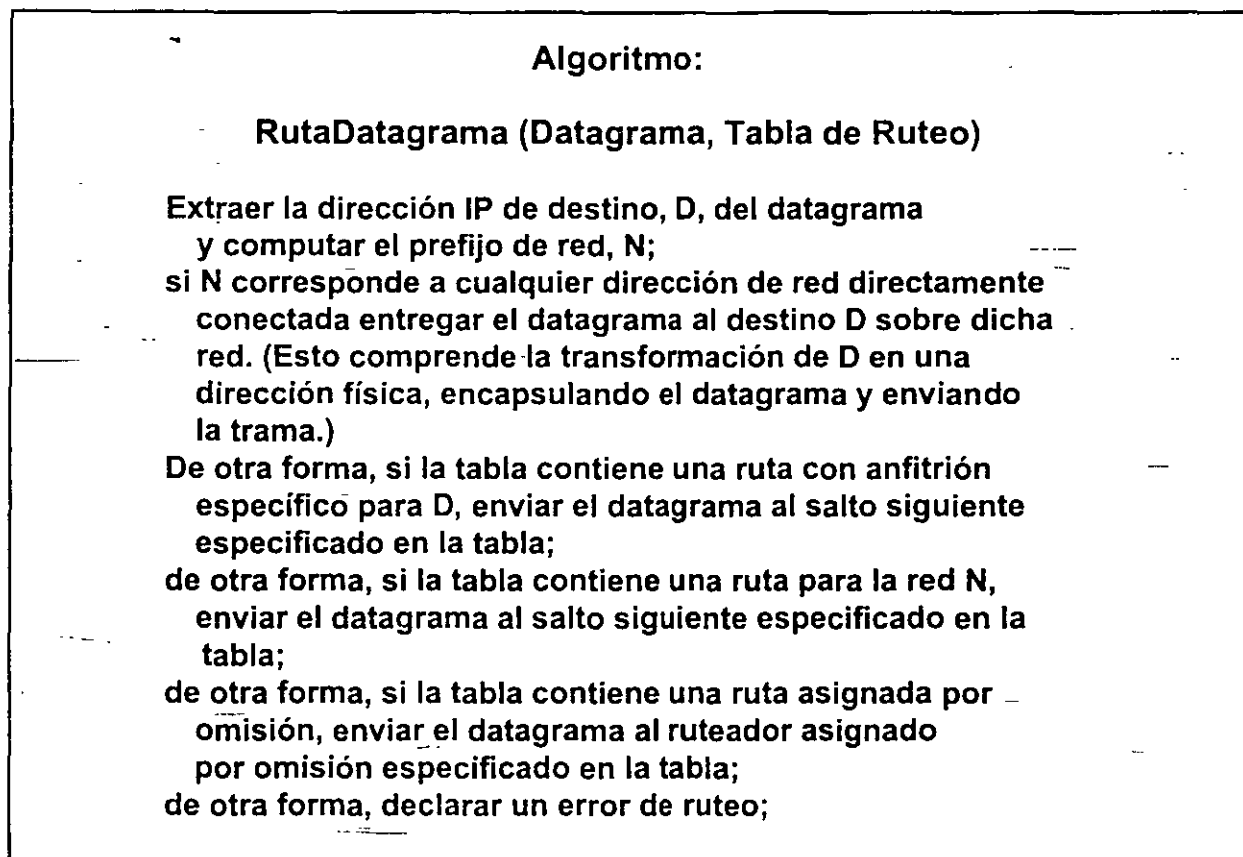 Algoritmo:
RutaDatagrama (Datagrama, Tabla de Ruteo)
Extraer la dirección IP de destino, D, del datagrama
y computar el prefijo de red, N;
si N corresponde a cualquier dirección de red directamente
conectada entregar el datagrama al destino D sobre dicha
red. (Esto comprende la transformación de D en una
dirección física, encapsulando el datagrama y enviando
la trama.)
De otra forma, si la tabla contiene una ruta con anfitrión
específico para D, enviar el datagrama al salto siguiente
especificado en la tabla;
de otra forma, si la tabla contiene una ruta para la red N,
enviar el datagrama al salto siguiente especificado en la
tabla;
de otra forma, si la tabla contiene una ruta asignada por
omisión, enviar el datagrama al ruteador asignado
por omisión especificado en la tabla;
de otra forma, declarar un error de ruteo;